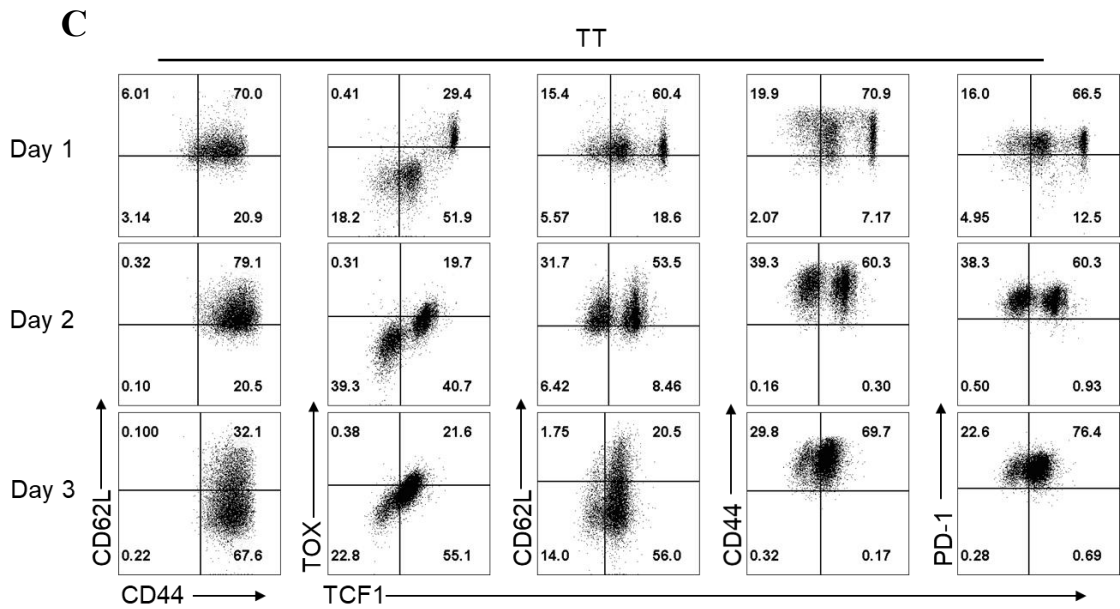 C
TT
6.01 70.0 0.41 29.4 15.4 60.4 19.9 70.9 16.0 66.5
Day 1
3.14 20.9 18.2 51.9 5.57 18.6 2.07 7.17 4.95 12.5
0.32 79.1 0.31 19.7 31.7 53.5 39.3 60.3 38.3 60.3
Day 2
0.10 20.5 39.3 40.7 6.42 8.46 0.16 0.30 0.50 0.93
0.100 32.1 0.38 21.6 1.75 20.5 29.8 69.7 22.6 76.4
Day 3
0.22 67.6 22.8 55.1 14.0 56.0 0.32 0.17 0.28 0.69
CD62L
TOX
CD62L
CD44
PD-1
CD44
TCF1